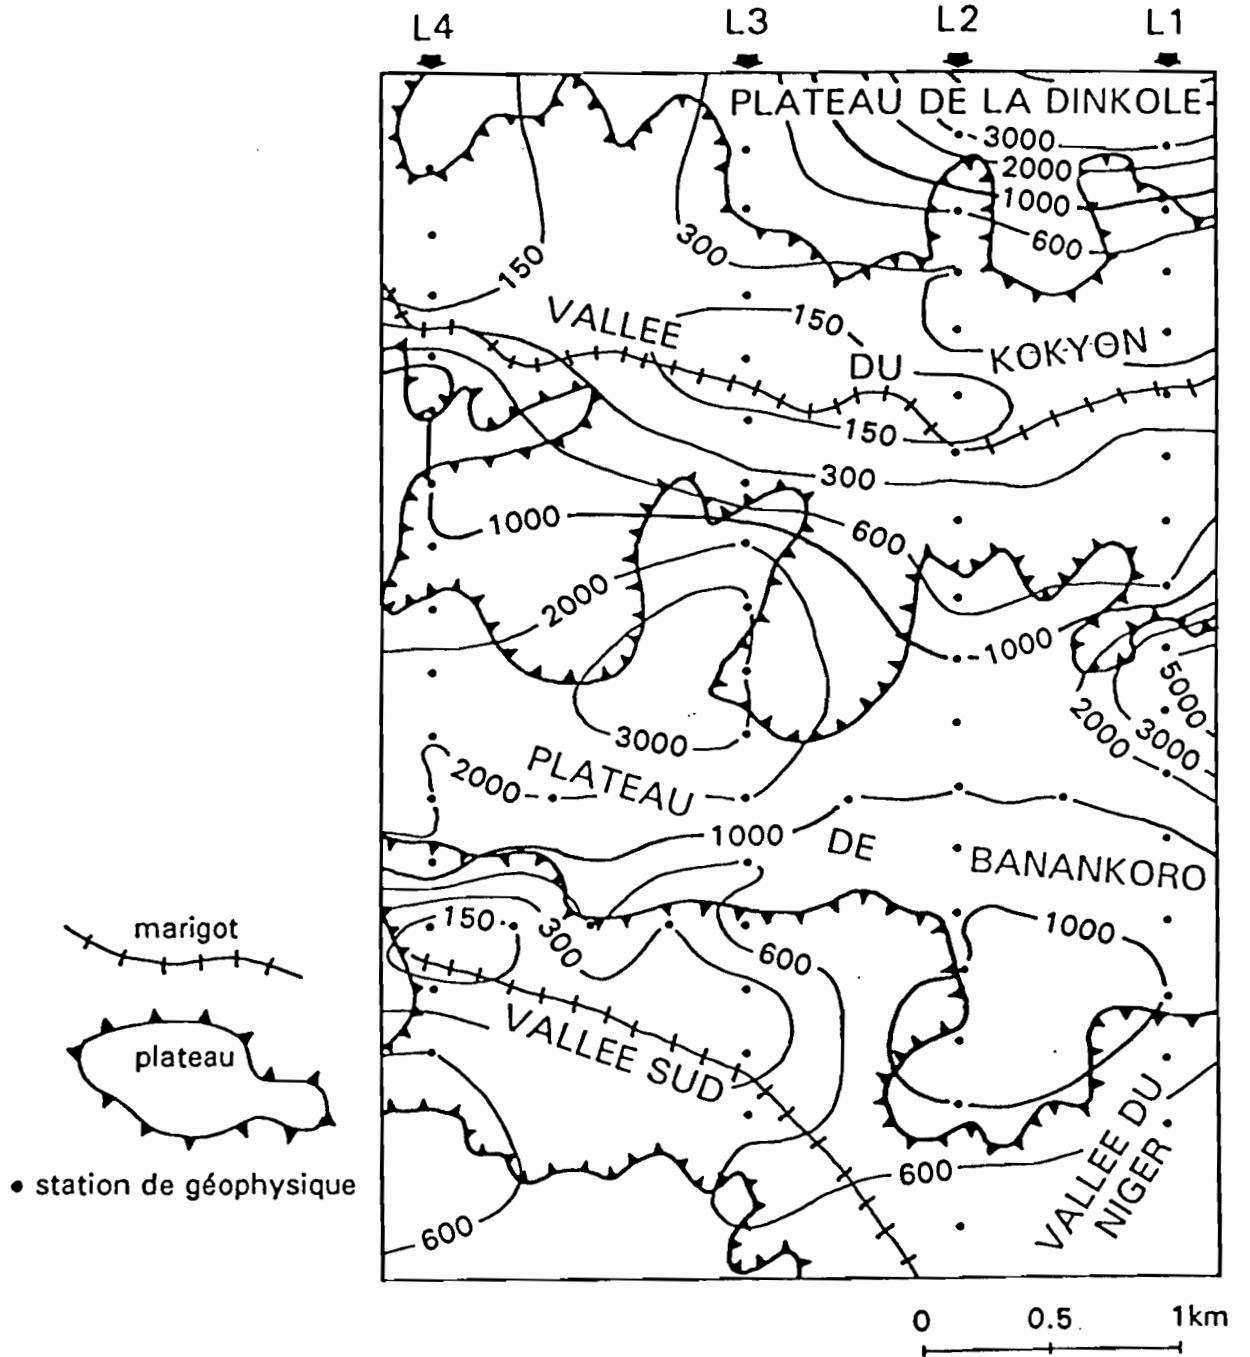 L4 L3 L2 L1
PLATEAU DE LA DINKOLE
3000
2000
1000
600
300
150
VALLEE
150
DU
KOKYON
150
300
1000
600
2000
1000
5000
2000
3000
3000
PLATEAU
2000
1000
DE
BANANKORO
150
300
1000
600
marigot
VALLEE SUD
plateau
VALLEE DU
NIGER
600
station de géophysique
600
0 0.5 1km